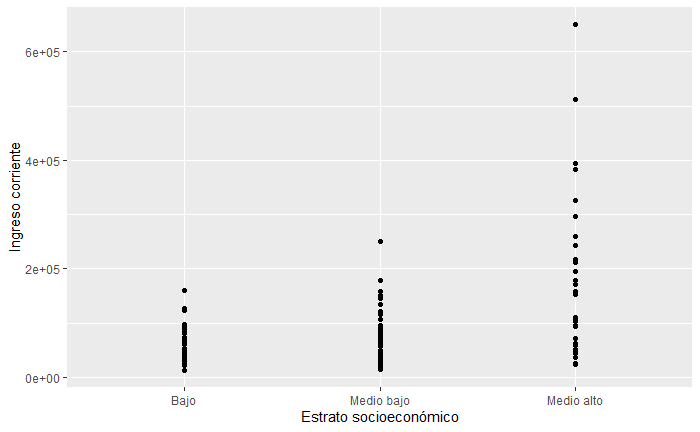 6e+05
4e+05
2e+05
0e+00
Ingreso corriente
Bajo
Medio bajo
Medio alto
Estrato socioeconómico